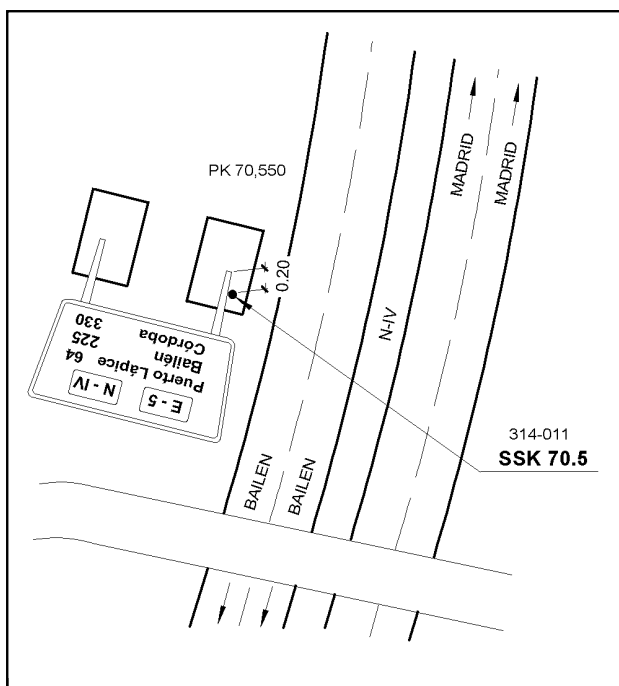 PK 70,550
MADRID
MADRID
0.20
N-IV
E - 5 N - IV
Puerto Lápice 64
Bailén 225
Córdoba 330
314-011
SSK 70.5
BAILEN
BAILEN